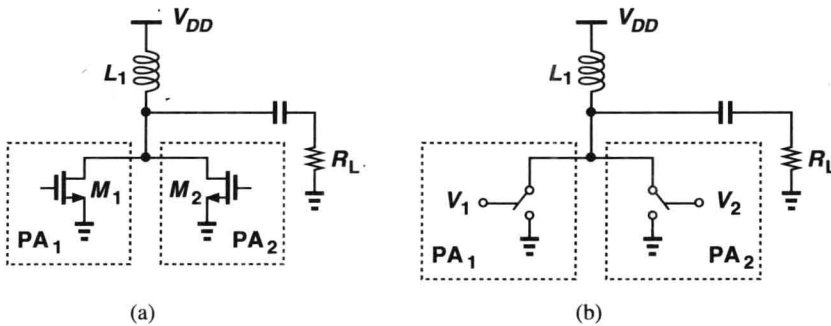 V_DD
L_1
R_L
M_1
M_2
PA_1
PA_2
(a)
V_DD
L_1
R_L
V_1
V_2
PA_1
PA_2
(b)